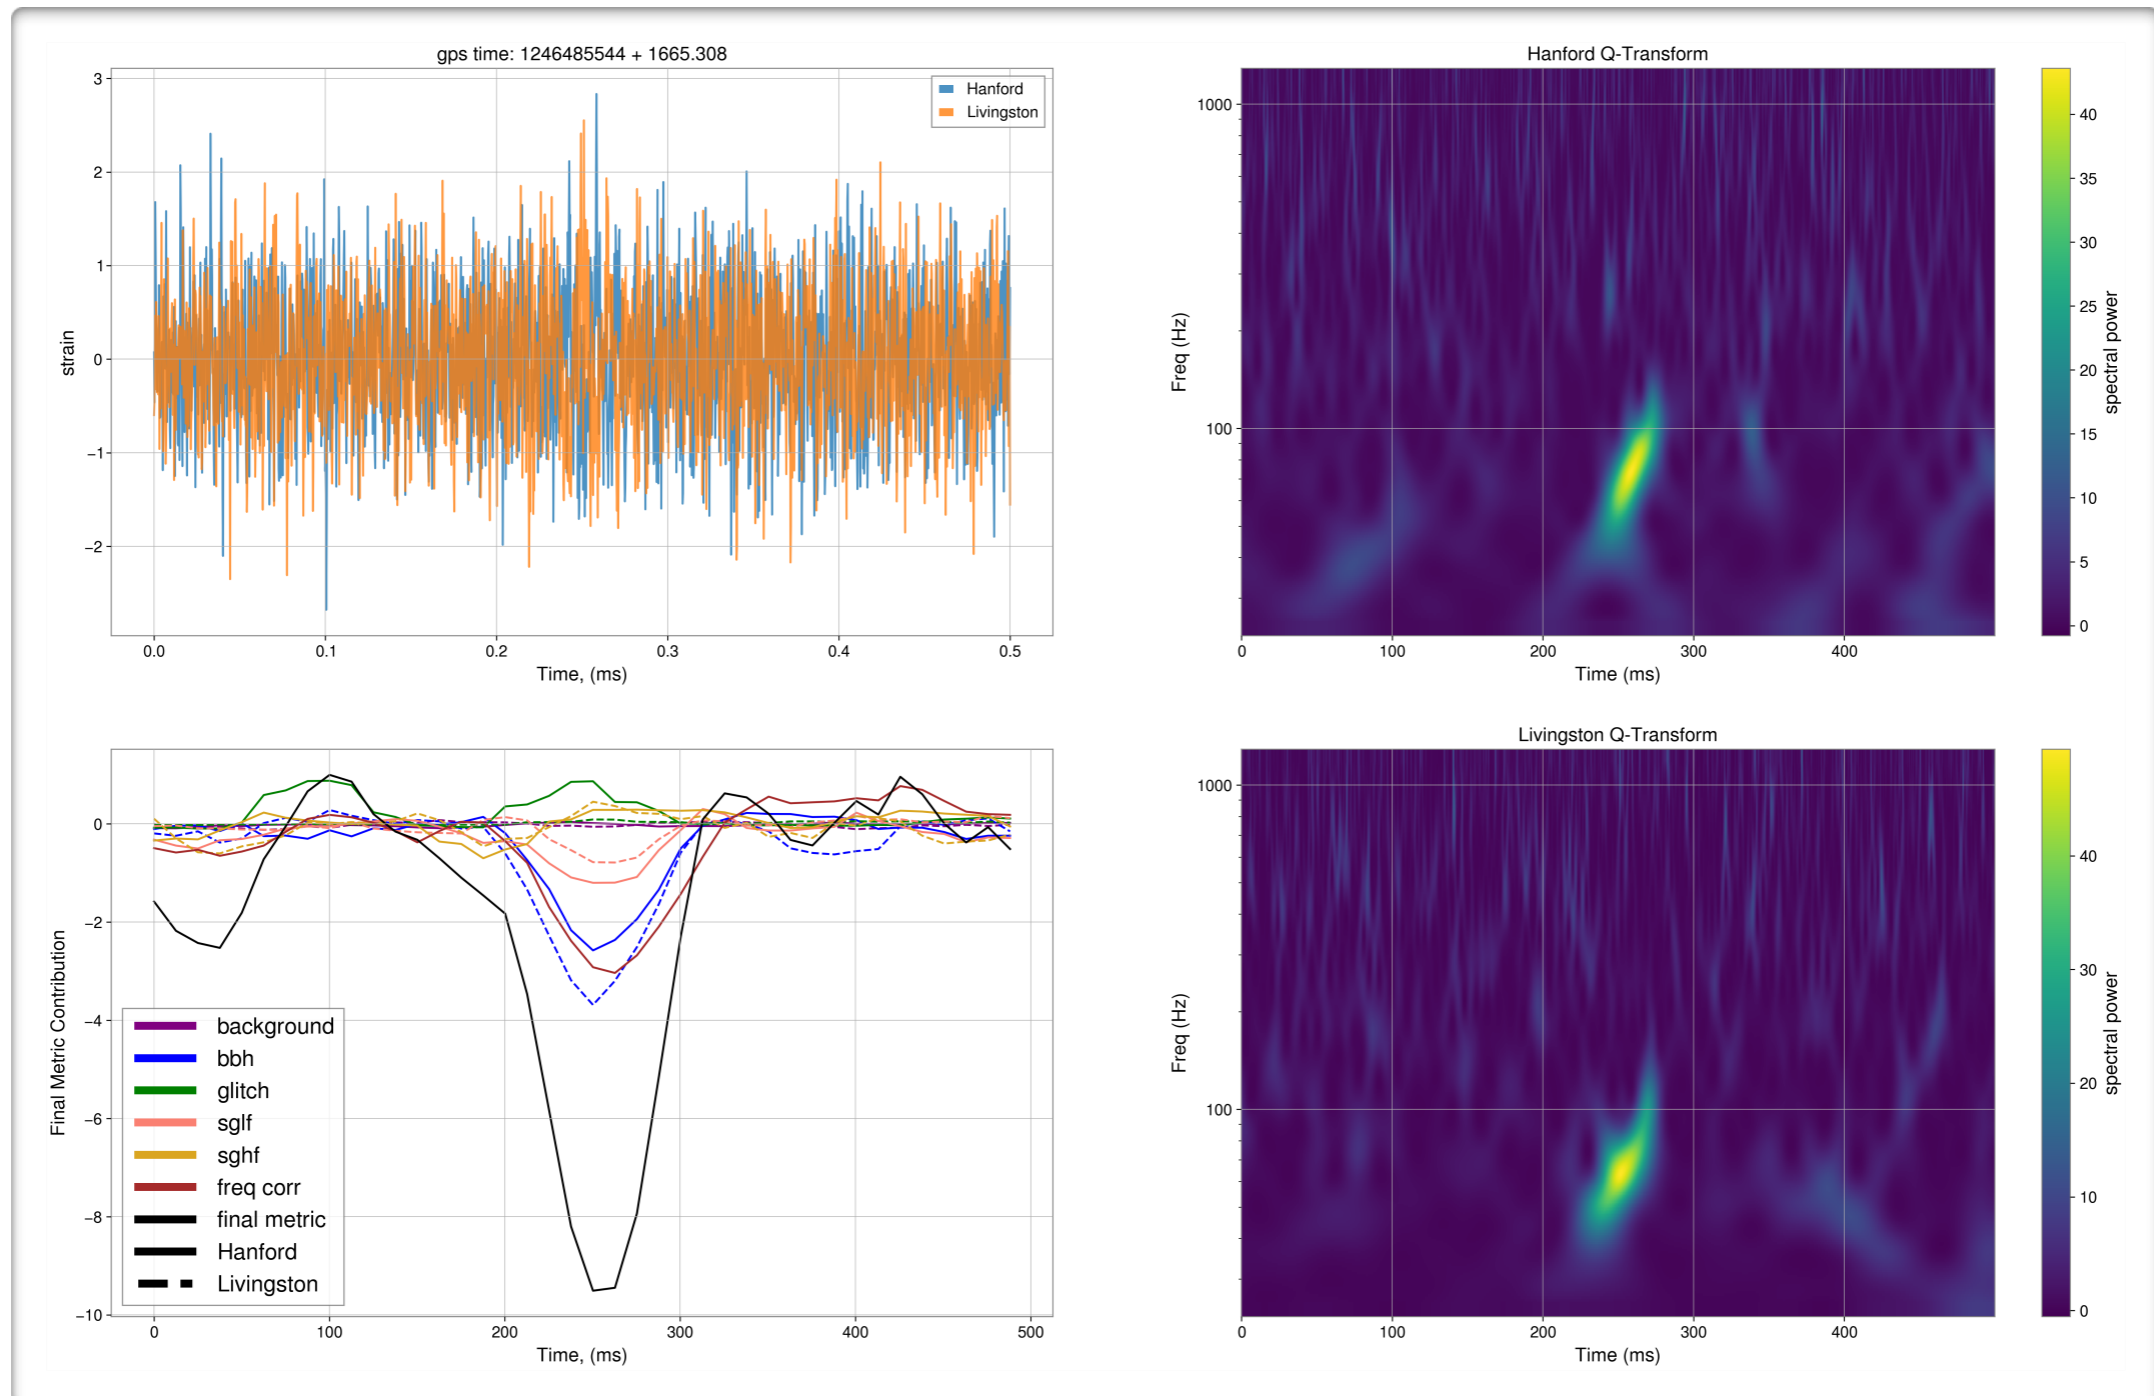 gps time: 1246485544 + 1665.308
3
2
1
0
−1
−2
strain
Hanford
Livingston
0.0 0.1 0.2 0.3 0.4 0.5
Time, (ms)
Hanford Q-Transform
1000
100
Freq (Hz)
0 100 200 300 400
Time (ms)
40
35
30
25
20
15
10
5
0
spectral power
0
−2
−4
−6
−8
−10
Final Metric Contribution
background
bbh
glitch
sglf
sghf
freq corr
final metric
Hanford
Livingston
0 100 200 300 400 500
Time, (ms)
Livingston Q-Transform
1000
100
Freq (Hz)
0 100 200 300 400
Time (ms)
40
30
20
10
0
spectral power